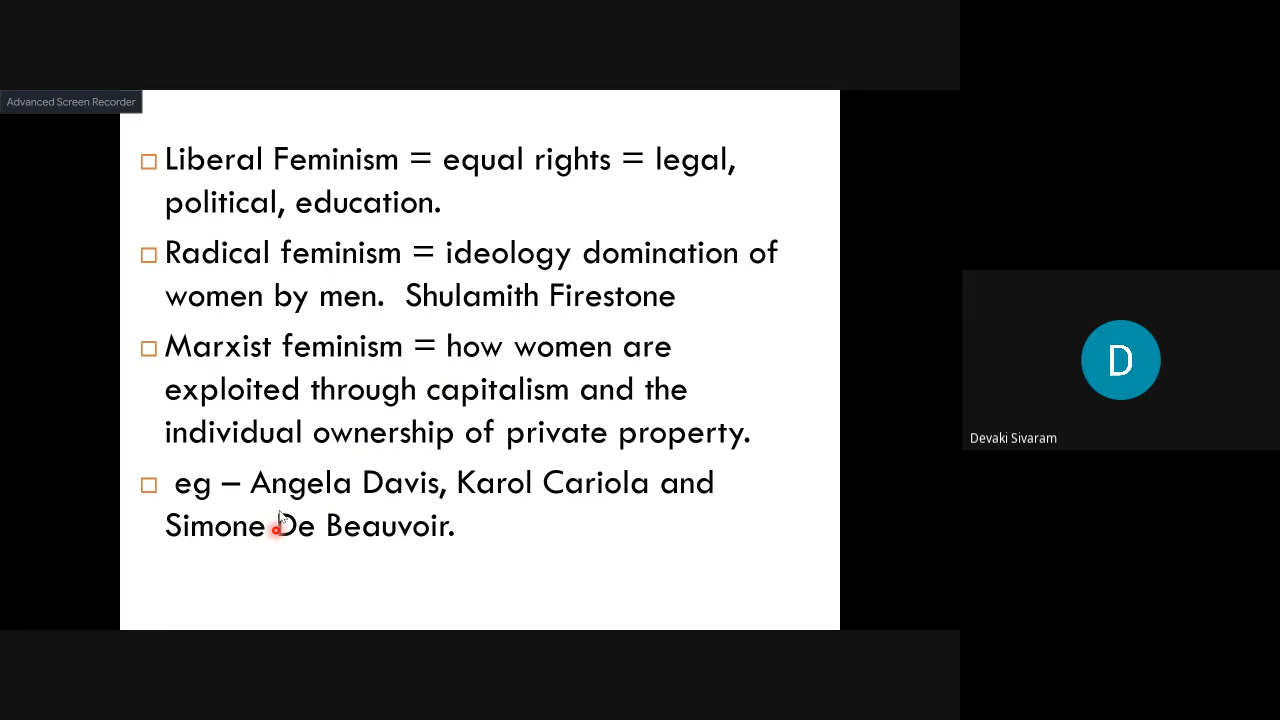 Advanced Screen Recorder
Liberal Feminism = equal rights = legal,
political, education.
Radical feminism = ideology domination of
women by men. Shulamith Firestone
Marxist feminism = how women are
exploited through capitalism and the
individual ownership of private property.
eg – Angela Davis, Karol Cariola and
Simone De Beauvoir.
D
Devaki Sivaram